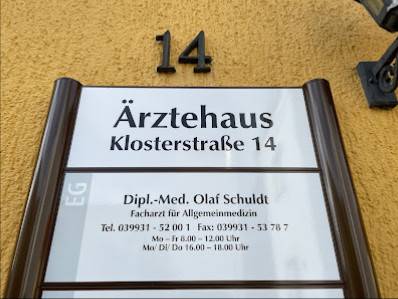 14
Ärztehaus
Klosterstraße 14
EG
Dipl.-Med. Olaf Schuldt
Facharzt für Allgemeinmedizin
Tel. 039931 - 52 00 1 Fax: 039931 - 53 78 7
Mo – Fr 8.00 – 12.00 Uhr
Mo/ Di/ Do 16.00 – 18.00 Uhr